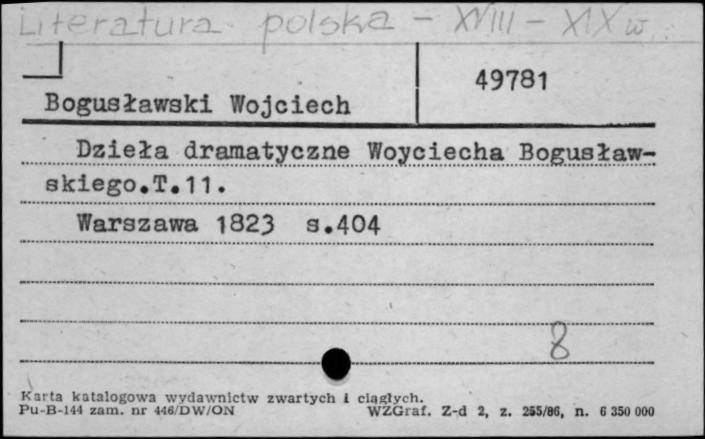 Literatura polska - XVIII - XIX w.
49781
Bogusławski Wojciech
Dzieła dramatyczne Woyciecha Bogusław-
skiego.T.11.
Warszawa 1823 s.404
8
Karta katalogowa wydawnictw zwartych i ciągłych.
Pu-B-144 zam. nr 446/DW/ON WZGraf. Z-d 2, z. 255/86, n. 6 350 000